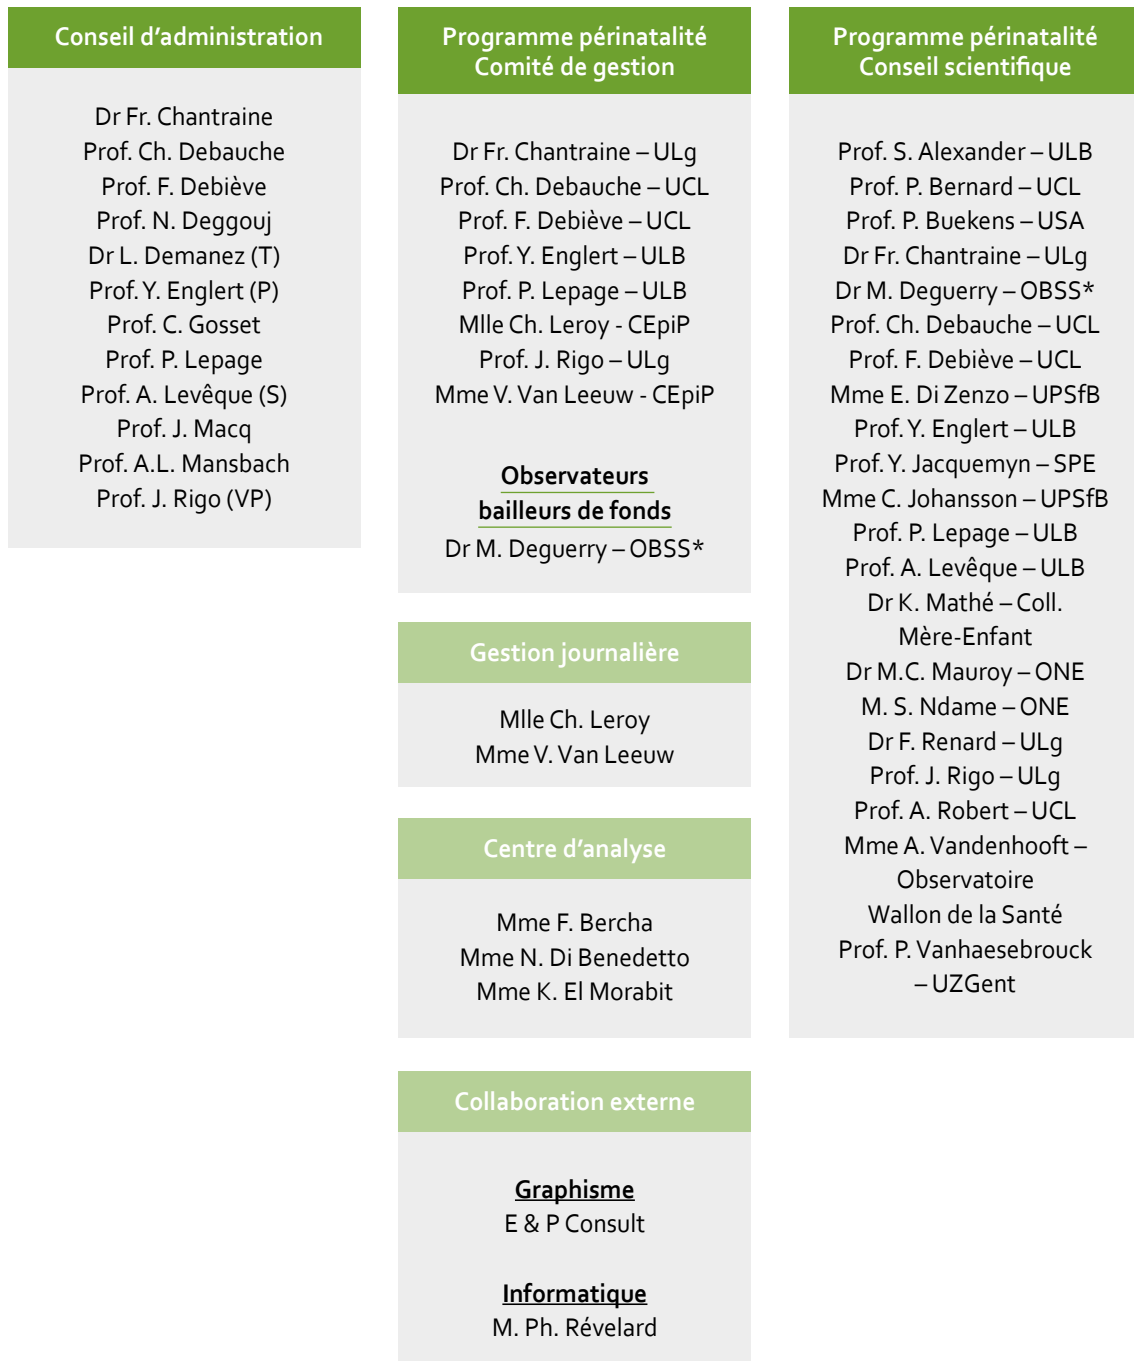 Conseil d’administration
Dr Fr. Chantraine
Prof. Ch. Debauche
Prof. F. Debiève
Prof. N. Deggouj
Dr L. Demanez (T)
Prof. Y. Englert (P)
Prof. C. Gosset
Prof. P. Lepage
Prof. A. Levêque (S)
Prof. J. Macq
Prof. A.L. Mansbach
Prof. J. Rigo (VP)
Programme périnatalité
Comité de gestion
Dr Fr. Chantraine – ULg
Prof. Ch. Debauche – UCL
Prof. F. Debiève – UCL
Prof. Y. Englert – ULB
Prof. P. Lepage – ULB
Mlle Ch. Leroy - CEpiP
Prof. J. Rigo – ULg
Mme V. Van Leeuw - CEpiP
Observateurs
bailleurs de fonds
Dr M. Deguerry – OBSS*
Gestion journalière
Mlle Ch. Leroy
Mme V. Van Leeuw
Centre d’analyse
Mme F. Bercha
Mme N. Di Benedetto
Mme K. El Morabit
Collaboration externe
Graphisme
E & P Consult
Informatique
M. Ph. Révelard
Programme périnatalité
Conseil scientifique
Prof. S. Alexander – ULB
Prof. P. Bernard – UCL
Prof. P. Buekens – USA
Dr Fr. Chantraine – ULg
Dr M. Deguerry – OBSS*
Prof. Ch. Debauche – UCL
Prof. F. Debiève – UCL
Mme E. Di Zenzo – UPSfB
Prof. Y. Englert – ULB
Prof. Y. Jacquemyn – SPE
Mme C. Johansson – UPSfB
Prof. P. Lepage – ULB
Prof. A. Levêque – ULB
Dr K. Mathé – Coll.
Mère-Enfant
Dr M.C. Mauroy – ONE
M. S. Ndame – ONE
Dr F. Renard – ULg
Prof. J. Rigo – ULg
Prof. A. Robert – UCL
Mme A. Vandenhooft –
Observatoire
Wallon de la Santé
Prof. P. Vanhaesebrouck
– UZGent